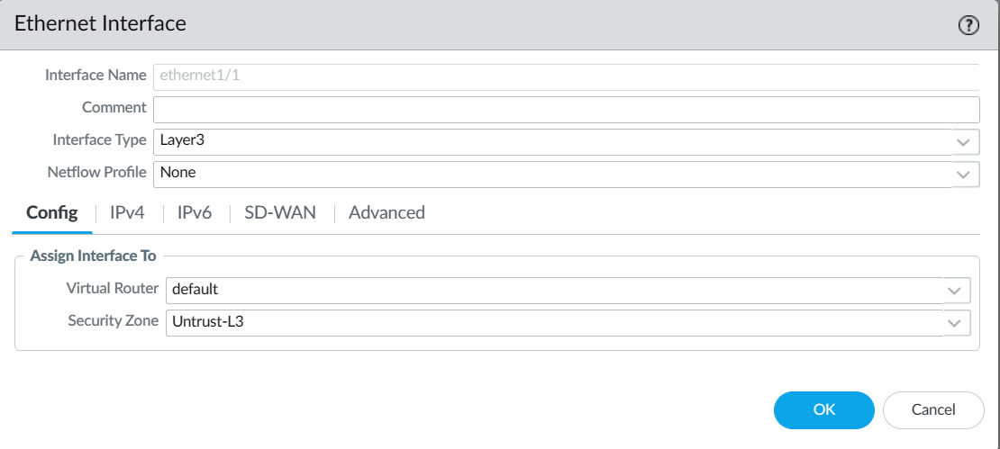 Ethernet Interface
Interface Name ethernet1/1
Comment
Interface Type Layer3
Netflow Profile None
Config IPv4 IPv6 SD-WAN Advanced
Assign Interface To
Virtual Router default
Security Zone Untrust-L3
OK Cancel